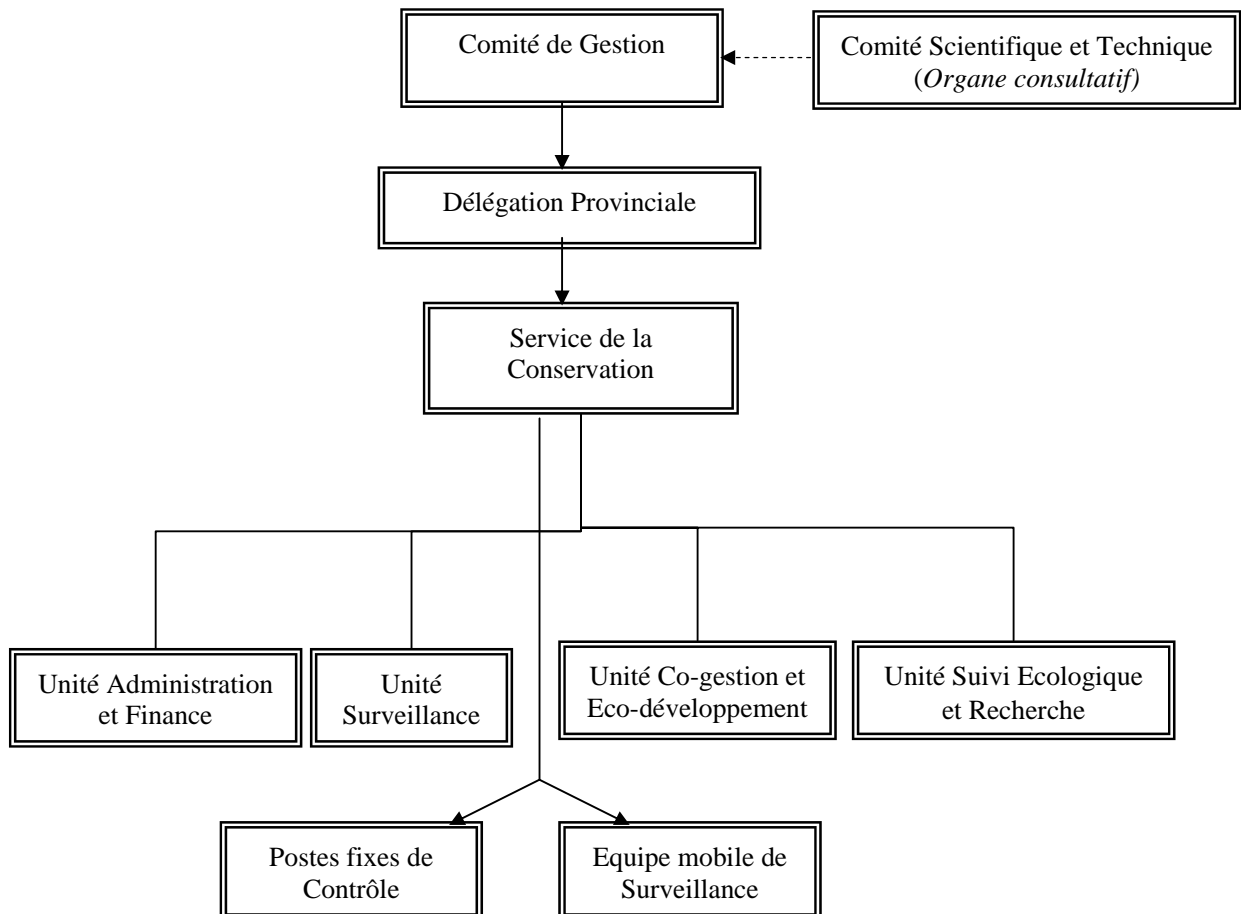 Comité de Gestion
Comité Scientifique et Technique
(Organe consultatif)
Délégation Provinciale
Service de la
Conservation
Unité Administration
et Finance
Unité
Surveillance
Unité Co-gestion et
Eco-développement
Unité Suivi Ecologique
et Recherche
Postes fixes de
Contrôle
Equipe mobile de
Surveillance